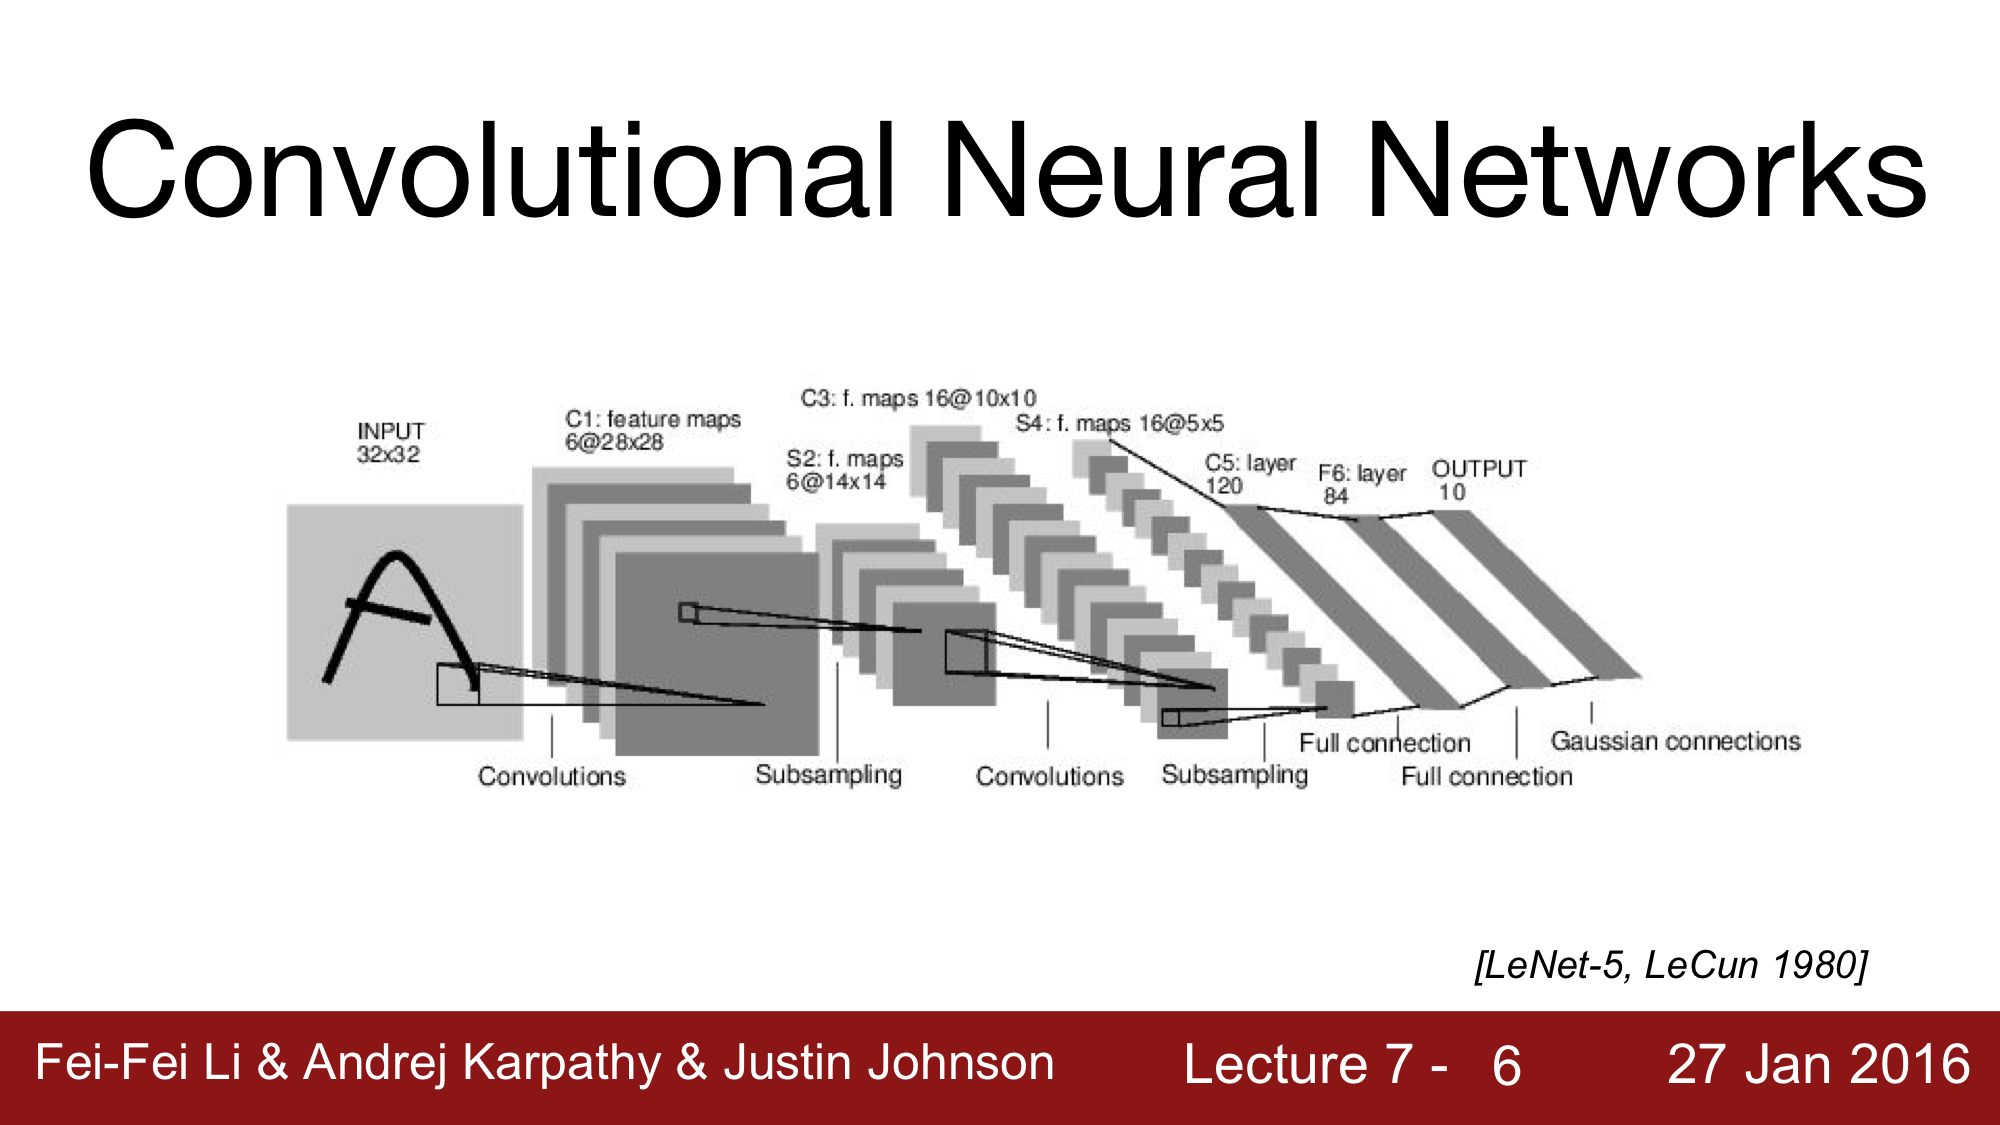 Convolutional Neural Networks
INPUT
32x32
C1: feature maps
6@28x28
S2: f. maps
6@14x14
C3: f. maps 16@10x10
S4: f. maps 16@5x5
C5: layer
120
F6: layer
84
OUTPUT
10
A
Convolutions
Subsampling
Convolutions
Subsampling
Full connection
Full connection
Gaussian connections
[LeNet-5, LeCun 1980]
Fei-Fei Li & Andrej Karpathy & Justin Johnson
Lecture 7 - 6
27 Jan 2016